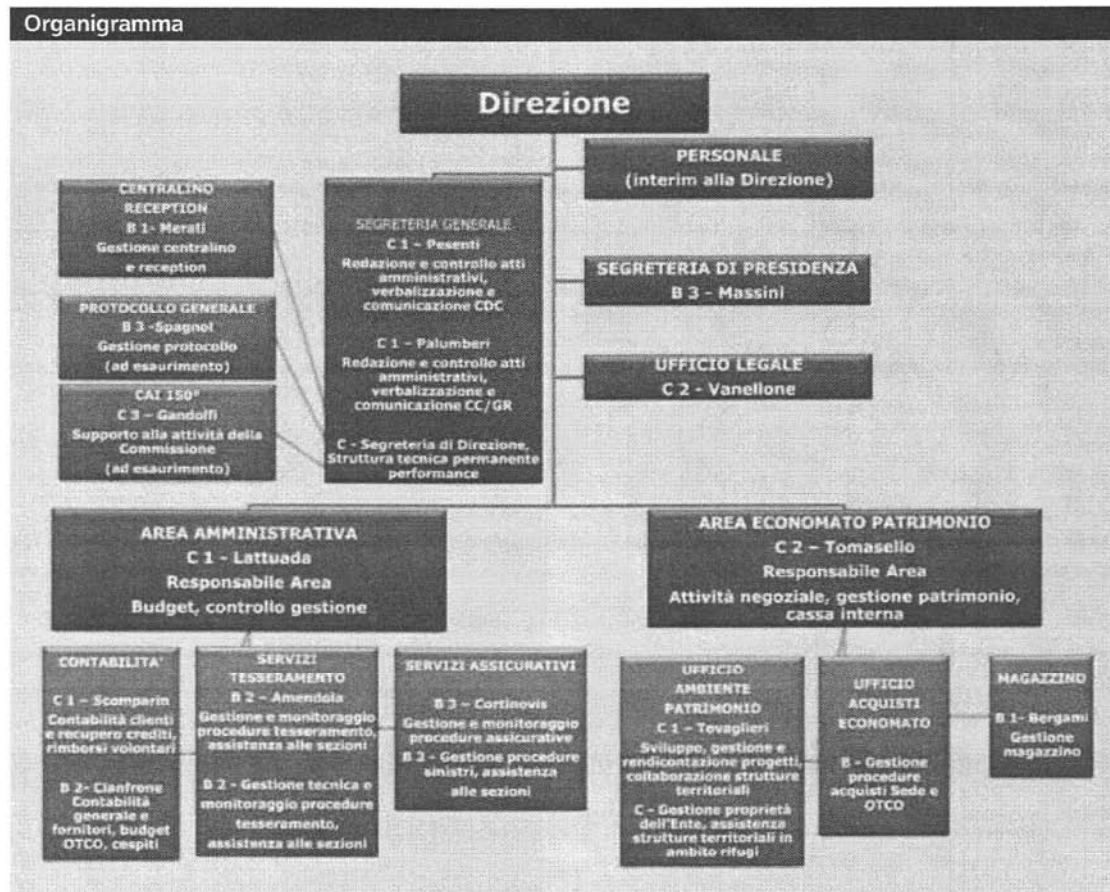 Organigramma
Direzione
PERSONALE
(interim alla Direzione)
CENTRALINO
RECEPTION
B 1- Merati
Gestione centralino
e reception
SEGRETERIA GENERALE
C 1 – Pesenti
Redazione e controllo atti
amministrativi,
verbalizzazione e
comunicazione CDC
C 1 – Palumberi
Redazione e controllo atti
amministrativi,
verbalizzazione e
comunicazione CC/GR
C - Segreteria di Direzione,
Struttura tecnica permanente
performance
SEGRETERIA DI PRESIDENZA
B 3 - Massini
PROTOCOLLO GENERALE
B 3 -Spagnol
Gestione protocollo
(ad esaurimento)
UFFICIO LEGALE
C 2 - Vanellone
CAI 150°
C 3 – Gandolfi
Supporto alla attività della
Commissione
(ad esaurimento)
AREA AMMINISTRATIVA
C 1 - Lattuada
Responsabile Area
Budget, controllo gestione
AREA ECONOMATO PATRIMONIO
C 2 – Tomasello
Responsabile Area
Attività negoziale, gestione patrimonio,
cassa interna
CONTABILITA'
C 1 – Scomparin
Contabilità clienti
e recupero crediti,
rimborsi volontari
B 2- Cianfrone
Contabilità
generale e
fornitori, budget
OTCO, cespiti
SERVIZI
TESSERAMENTO
B 2 – Amendola
Gestione e monitoraggio
procedure tesseramento,
assistenza alle sezioni
B 2 - Gestione tecnica e
monitoraggio procedure
tesseramento,
assistenza alle sezioni
SERVIZI ASSICURATIVI
B 3 – Cortinovis
Gestione e monitoraggio
procedure assicurative
B 2 - Gestione procedure
sinistri, assistenza
alle sezioni
UFFICIO
AMBIENTE
PATRIMONIO
C 1 – Tovaglieri
Sviluppo, gestione e
rendicontazione progetti,
collaborazione strutture
territoriali
C – Gestione proprietà
dell'Ente, assistenza
strutture territoriali in
ambito rifugi
UFFICIO
ACQUISTI
ECONOMATO
B - Gestione
procedure
acquisti Sede e
OTCO
MAGAZZINO
B 1- Bergami
Gestione
magazzino